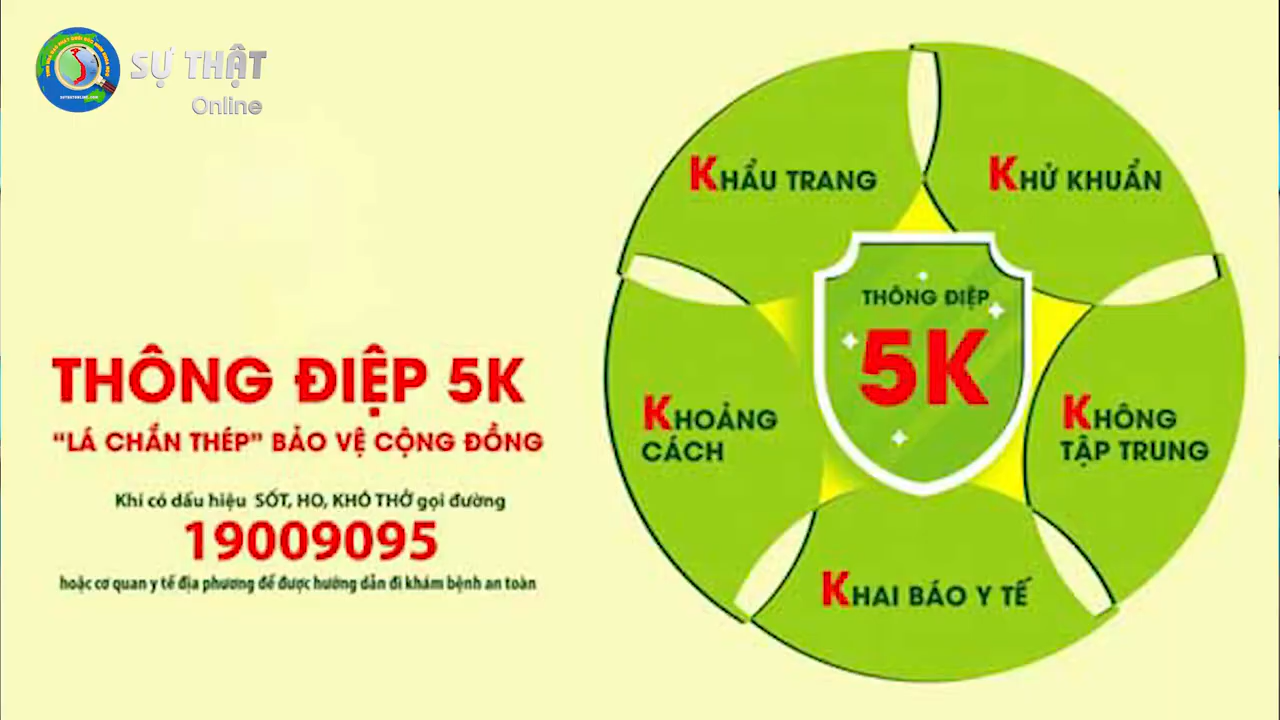 SỰ THẬT
Online
THÔNG ĐIỆP 5K
“LÁ CHẮN THÉP” BẢO VỆ CỘNG ĐỒNG
Khi có dấu hiệu SỐT, HO, KHÓ THỞ gọi đường
19009095
hoặc cơ quan y tế địa phương để được hướng dẫn đi khám bệnh an toàn
KHẨU TRANG
KHỬ KHUẨN
THÔNG ĐIỆP
5K
KHOẢNG
CÁCH
KHÔNG
TẬP TRUNG
KHAI BÁO Y TẾ